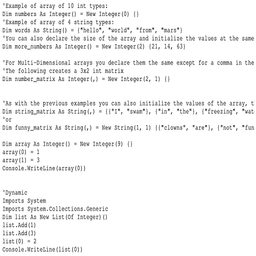 'Example of array of 10 int types:
Dim numbers As Integer() = New Integer(0) {}
'Example of array of 4 string types:
Dim words As String() = {"hello", "world", "from", "mars"}
'You can also declare the size of the array and initialize the values at the same
Dim more_numbers As Integer() = New Integer(2) {21, 14, 63}
'For Multi-Dimensional arrays you declare them the same except for a comma in the
'The following creates a 3x2 int matrix
Dim number_matrix As Integer(,) = New Integer(2, 1) {}
'As with the previous examples you can also initialize the values of the array, t
Dim string_matrix As String(,) = {{"I", "swam"}, {"in", "the"}, {"freezing", "wat
'or
Dim funny_matrix As String(,) = New String(1, 1) {{"clowns", "are"}, {"not", "fun
Dim array As Integer() = New Integer(9) {}
array(0) = 1
array(1) = 3
Console.WriteLine(array(0))
'Dynamic
Imports System
Imports System.Collections.Generic
Dim list As New List(Of Integer)()
list.Add(1)
list.Add(3)
list(0) = 2
Console.WriteLine(list(0))